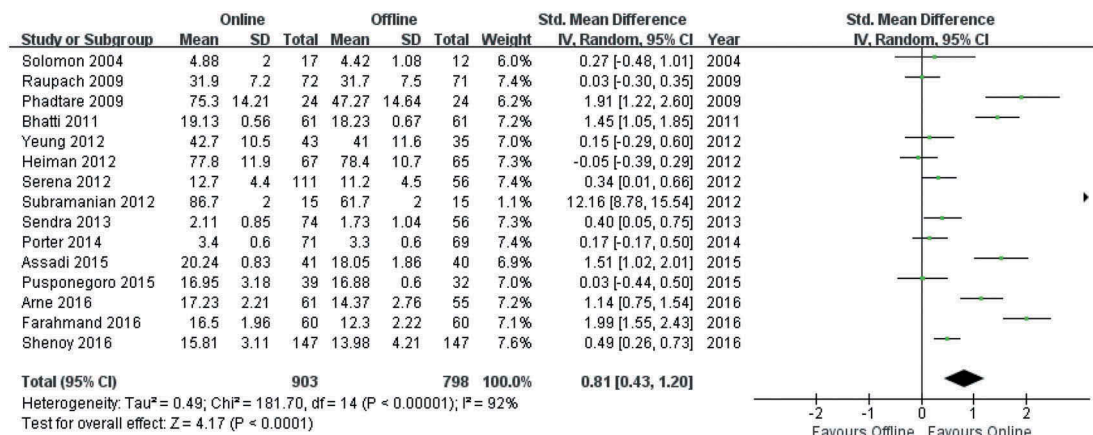 Online Offline Std. Mean Difference Std. Mean Difference
Study or Subgroup Mean SD Total Mean SD Total Weight IV, Random, 95% CI Year IV, Random, 95% CI
Solomon 2004 4.88 2 17 4.42 1.08 12 6.0% 0.27 [-0.48, 1.01] 2004
Raupach 2009 31.9 7.2 72 31.7 7.5 71 7.4% 0.03 [-0.30, 0.35] 2009
Phadtare 2009 75.3 14.21 24 47.27 14.64 24 6.2% 1.91 [1.22, 2.60] 2009
Bhatti 2011 19.13 0.56 61 18.23 0.67 61 7.2% 1.45 [1.05, 1.85] 2011
Yeung 2012 42.7 10.5 43 41 11.6 35 7.1% 0.15 [-0.29, 0.60] 2012
Heiman 2012 77.8 11.9 67 78.4 10.7 65 7.3% -0.05 [-0.39, 0.29] 2012
Serena 2012 12.7 4.4 111 11.2 4.5 56 7.4% 0.34 [0.01, 0.66] 2012
Subramanian 2012 86.7 2 15 61.7 2 15 1.1% 12.16 [8.78, 15.54] 2012
Sendra 2013 2.11 0.85 74 1.73 1.04 56 7.3% 0.40 [0.05, 0.75] 2013
Porter 2014 3.4 0.6 71 3.3 0.6 69 7.4% 0.17 [-0.17, 0.50] 2014
Assadi 2015 20.24 0.83 41 18.05 1.86 40 6.9% 1.51 [1.02, 2.01] 2015
Pusponegoro 2015 16.95 3.18 39 16.88 0.6 32 7.0% 0.03 [-0.44, 0.50] 2015
Arne 2016 17.23 2.21 61 14.37 2.76 55 7.2% 1.14 [0.75, 1.54] 2016
Farahmand 2016 16.5 1.96 60 12.3 2.22 60 7.1% 1.99 [1.55, 2.43] 2016
Shenoy 2016 15.81 3.11 147 13.98 4.21 147 7.6% 0.49 [0.26, 0.73] 2016
Total (95% CI) 903 798 100.0% 0.81 [0.43, 1.20]
Heterogeneity: Tau² = 0.49; Chi² = 181.70, df = 14 (P < 0.00001); I² = 92%
Test for overall effect: Z = 4.17 (P < 0.0001)
-2 -1 0 1 2
Favours Offline Favours Online